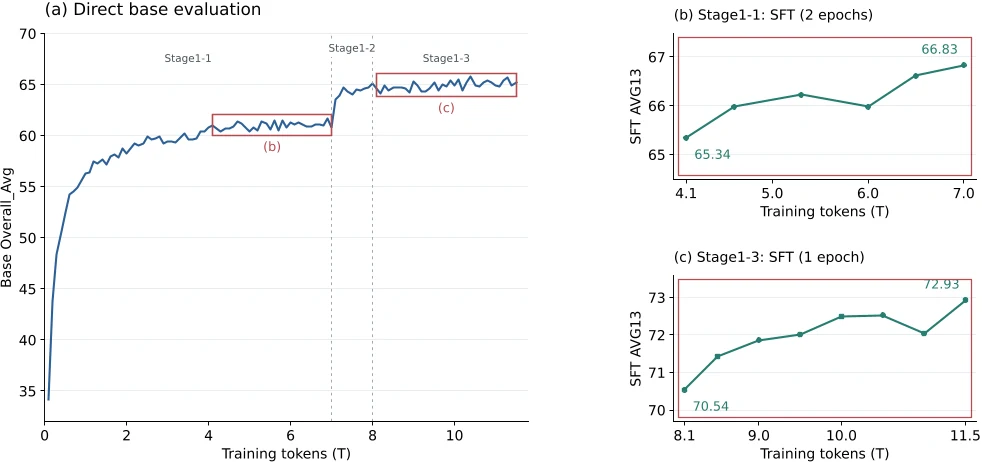 (a) Direct base evaluation
Base Overall_Avg
70
65
60
55
50
45
40
35
Stage1-1
Stage1-2
Stage1-3
(b)
(c)
0
2
4
6
8
10
Training tokens (T)
(b) Stage1-1: SFT (2 epochs)
SFT AVG13
67
66
65
66.83
65.34
4.1
5.0
6.0
7.0
Training tokens (T)
(c) Stage1-3: SFT (1 epoch)
SFT AVG13
73
72
71
70
72.93
70.54
8.1
9.0
10.0
11.5
Training tokens (T)